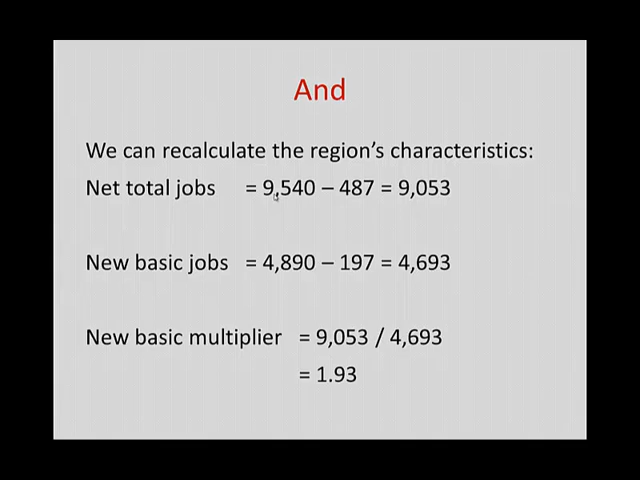 And
We can recalculate the region's characteristics:
Net total jobs = 9,540 – 487 = 9,053
New basic jobs = 4,890 – 197 = 4,693
New basic multiplier = 9,053 / 4,693
= 1.93